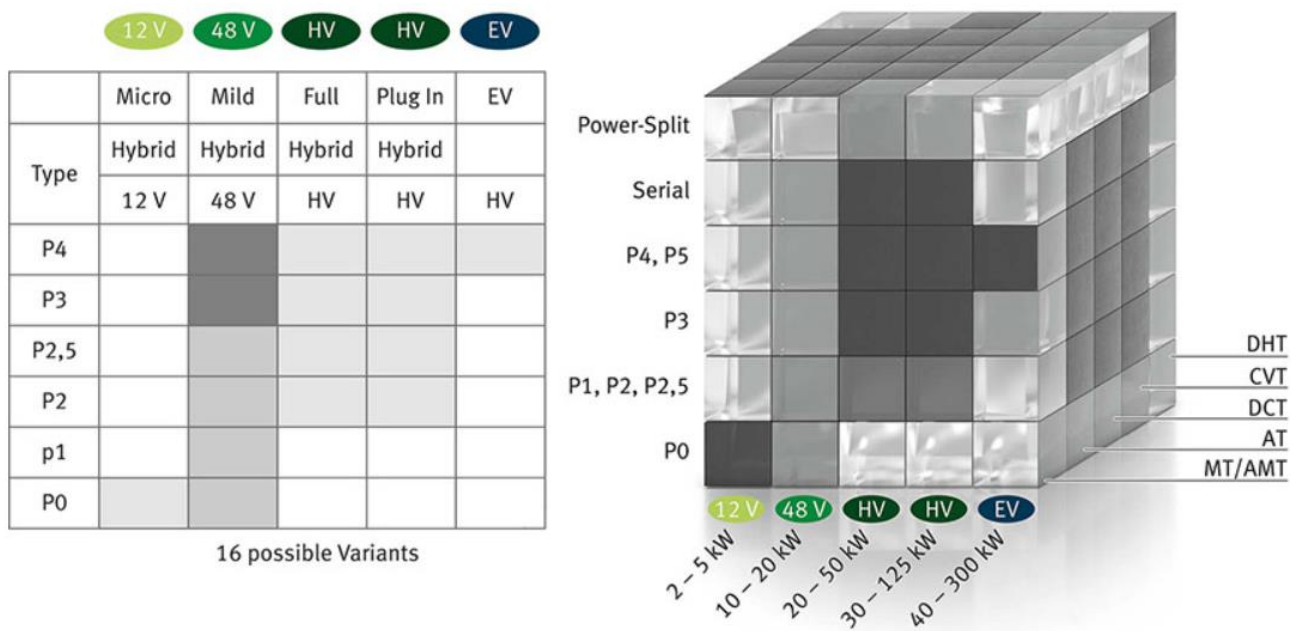 12 V 48 V HV HV EV
Micro Mild Full Plug In EV
Type Hybrid Hybrid Hybrid Hybrid
12 V 48 V HV HV HV
P4
P3
P2,5
P2
p1
P0
16 possible Variants
Power-Split
Serial
P4, P5
P3
P1, P2, P2,5
P0
DHT
CVT
DCT
AT
MT/AMT
12 V 48 V HV HV EV
2 – 5 kW
10 – 20 kW
20 – 50 kW
30 – 125 kW
40 – 300 kW